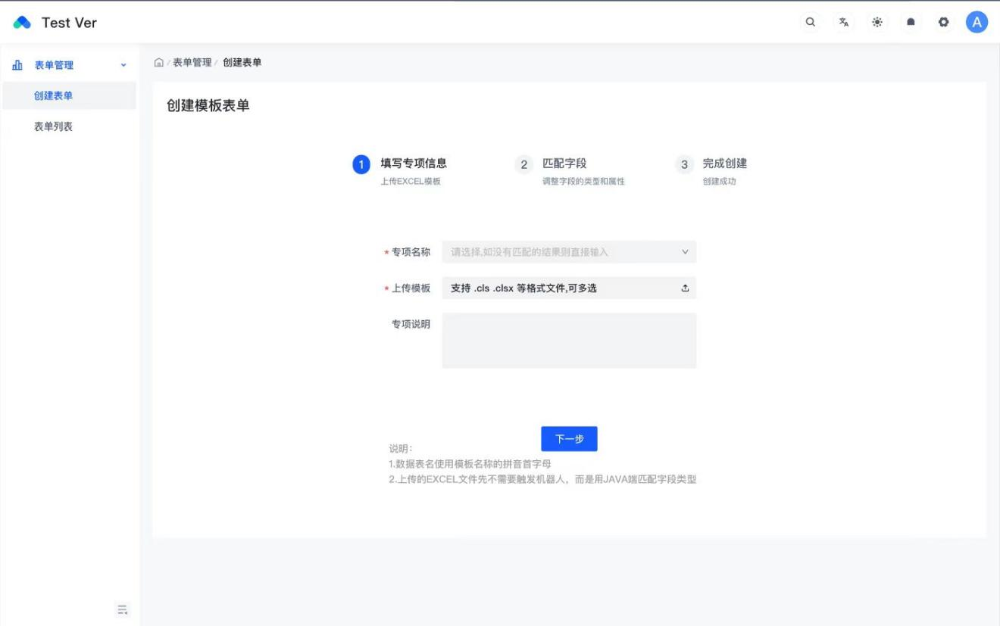 Test Ver
A
表单管理
创建表单
表单列表
/ 表单管理 / 创建表单
创建模板表单
1 填写专项信息
上传EXCEL模板
2 匹配字段
调整字段的类型和属性
3 完成创建
创建成功
* 专项名称 请选择,如没有匹配的结果则直接输入
* 上传模板 支持 .cls .clsx 等格式文件,可多选
专项说明
下一步
说明：
1.数据表名使用模板名称的拼音首字母
2.上传的EXCEL文件先不需要触发机器人，而是用JAVA端匹配字段类型